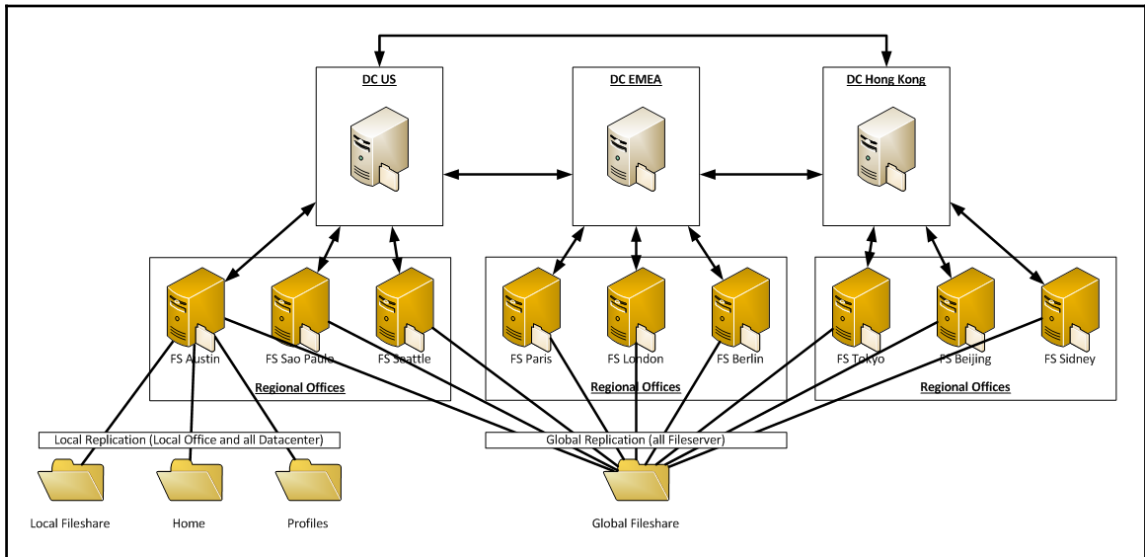 DC US
DC EMEA
DC Hong Kong
FS Austin
FS Sao Paulo
FS Seattle
FS Paris
FS London
FS Berlin
FS Tokyo
FS Beijing
FS Sidney
Regional Offices
Regional Offices
Regional Offices
Local Replication (Local Office and all Datacenter)
Global Replication (all Fileserver)
Local Fileshare
Home
Profiles
Global Fileshare